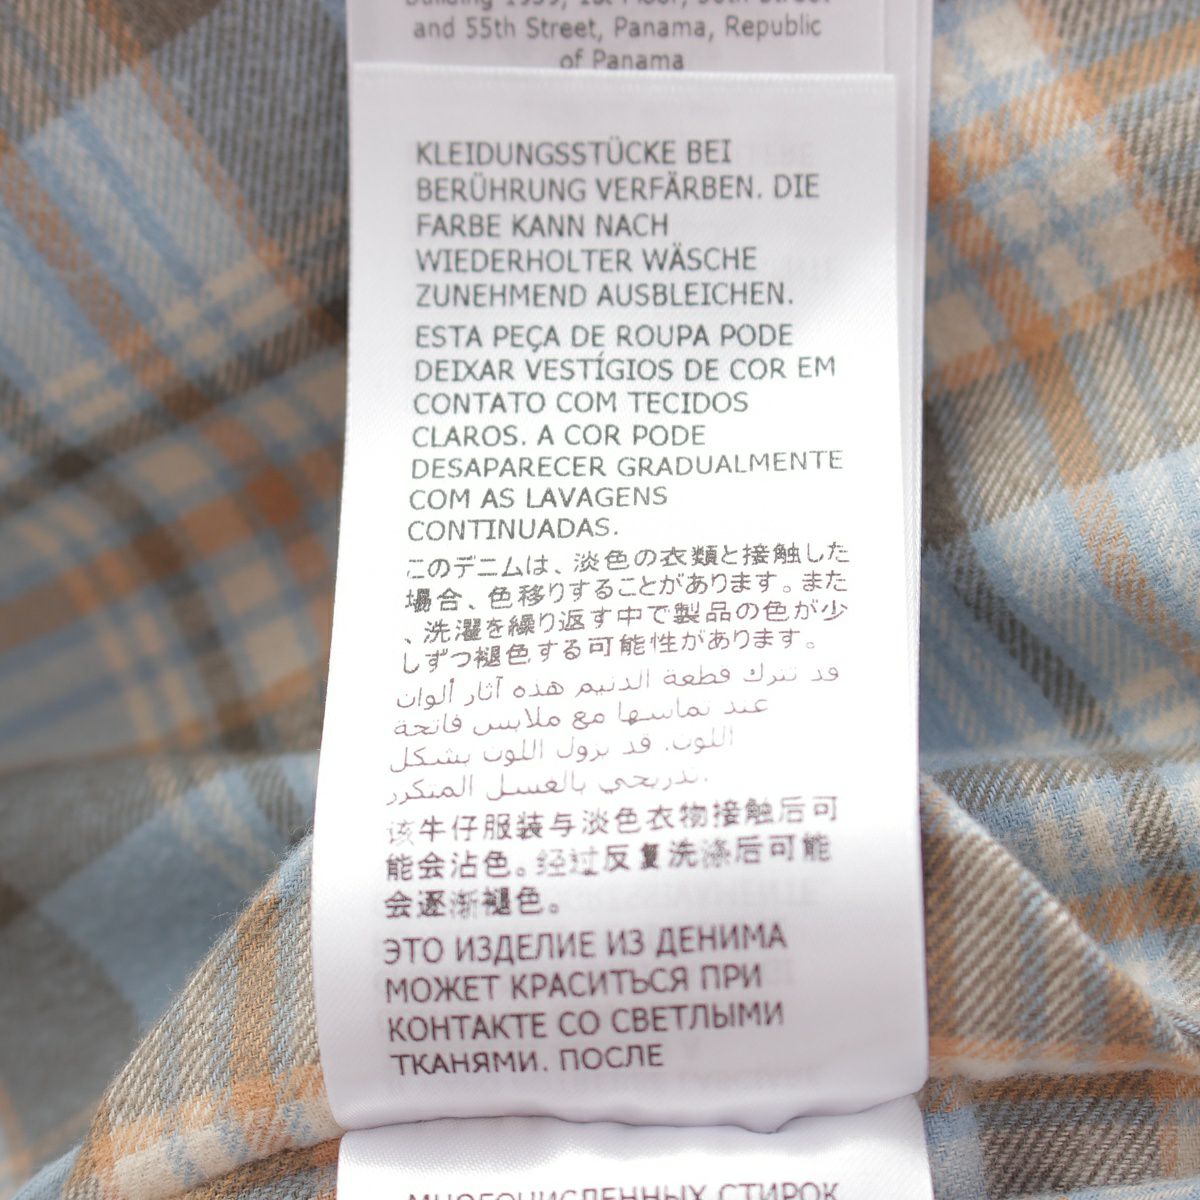 Building 1939, 1st Floor, 50th Street
and 55th Street, Panama, Republic
of Panama
KLEIDUNGSSTÜCKE BEI
BERÜHRUNG VERFÄRBEN. DIE
FARBE KANN NACH
WIEDERHOLTER WÄSCHE
ZUNEHMEND AUSBLEICHEN.
ESTA PEÇA DE ROUPA PODE
DEIXAR VESTÍGIOS DE COR EM
CONTATO COM TECIDOS
CLAROS. A COR PODE
DESAPARECER GRADUALMENTE
COM AS LAVAGENS
CONTINUADAS.
このデニムは、淡色の衣類と接触した
場合、色移りすることがあります。また
、洗濯を繰り返す中で製品の色が少
しずつ褪色する可能性があります。
قد تترك قطعة الدنيم هذه آثار ألوان
عند تماسها مع ملابس فاتحة
اللون. قد يزول اللون بشكل
تدريجي بالغسل المتكرر.
该牛仔服装与淡色衣物接触后可
能会沾色。经过反复洗涤后可能
会逐渐褪色。
ЭТО ИЗДЕЛИЕ ИЗ ДЕНИМА
МОЖЕТ КРАСИТЬСЯ ПРИ
КОНТАКТЕ СО СВЕТЛЫМИ
ТКАНЯМИ. ПОСЛЕ
МНОГОЧИСЛЕННЫХ СТИРОК